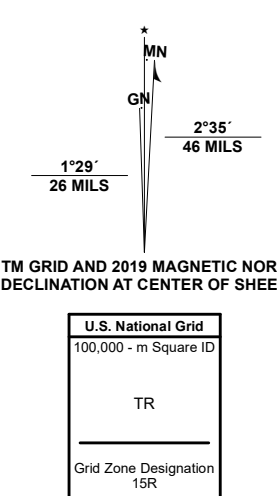 ★
MN
GN
2°35´
46 MILS
1°29´
26 MILS
TM GRID AND 2019 MAGNETIC NOR
DECLINATION AT CENTER OF SHEE
U.S. National Grid
100,000 - m Square ID
TR
Grid Zone Designation
15R